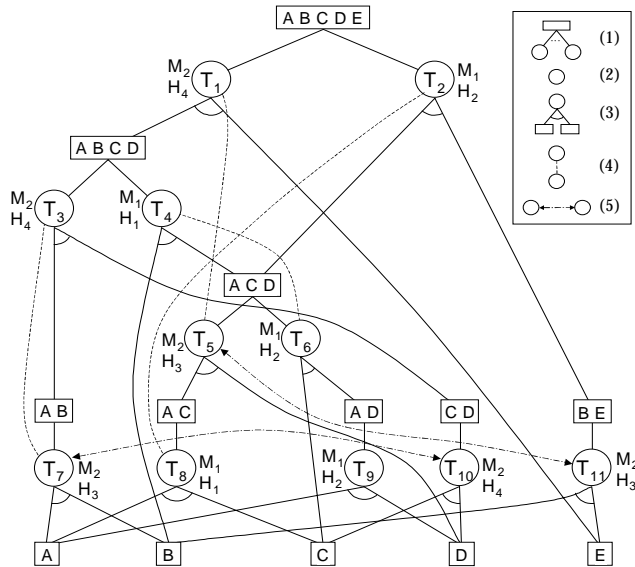 A B C D E
(1)
(2)
(3)
(4)
(5)
M2 H4 T1
T2 M1 H2
A B C D
M2 H4 T3
M1 H1 T4
A C D
M2 H3 T5
M1 H2 T6
A B
A C
A D
C D
B E
T7 M2 H3
T8 M1 H1
M1 H2 T9
T10 M2 H4
T11 M2 H3
A
B
C
D
E